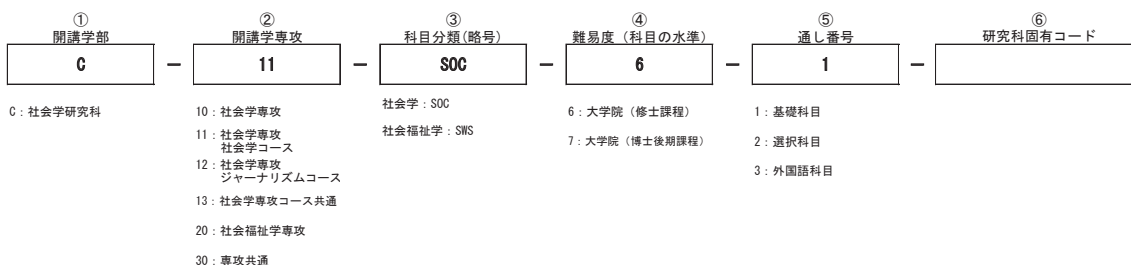 ① ② ③ ④ ⑤ ⑥
開講学部 開講学専攻 科目分類(略号) 難易度（科目の水準） 通し番号 研究科固有コード
C － 11 － SOC － 6 － 1 －
C：社会学研究科
10：社会学専攻
11：社会学専攻
社会学コース
12：社会学専攻
ジャーナリズムコース
13：社会学専攻コース共通
20：社会福祉学専攻
30：専攻共通
社会学：SOC
社会福祉学：SWS
6：大学院（修士課程）
7：大学院（博士後期課程）
1：基礎科目
2：選択科目
3：外国語科目